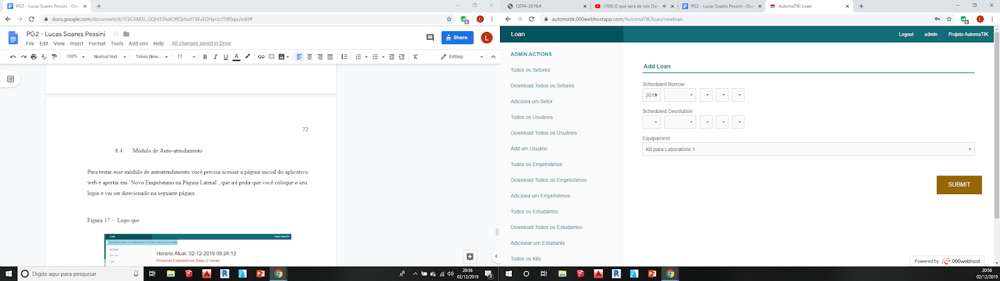 PG2 - Lucas Soares Pessini - Goo
docs.google.com/document/d/1QiC6M3L-SQhI33IxAOfIQzhotTWuEDHyczr75If0qis/edit#
PG2 - Lucas Soares Pessini
File Edit View Insert Format Tools Add-ons Help All changes saved in Drive
Share
L
100% Normal text Times New... 12 B I U A Editing
72
8.4 Módulo de Auto-atendimento
Para testar esse módulo de autoatendimento você precisa acessar a página inicial do aplicativo
web e apertar em ‘Novo Empréstimo na Página Lateral’, que irá pedir que você coloque o seu
login e vai ser direcionado na seguinte página.
Figura 17 – Logo que
Projeto AutomaTIK
Horario Atual: 02-12-2019 09:24:12
Próximos Emprestimos Daqui 2 Horas
Digite aqui para pesquisar
20:56
02/12/2019
QTPA-2019.4
(106) O que será de nós (Sé
PG2 - Lucas Soares Pessini - Goo
AutomaTIK: Loan
automatik.000webhostapp.com/AutomaTIK/loan/newloan
Loan
Logout admin Projeto AutomaTIK
ADMIN ACTIONS
Todos os Setores
Download Todos os Setores
Adiciona um Setor
Todos os Usuários
Download Todos os Usuários
Add um Usuário
Todos os Empréstimos
Download Todos os Emprestimos
Adiciona um Empréstimos
Todos os Estudantes
Download Todos os Estudantes
Adicionar um Estudante
Todos os Kits
Add Loan
Scheduled Borrow
2019
Scheduled Devolution
Equipament
Kit para Laboratório 1
SUBMIT
Powered by 000webhost
20:56
02/12/2019